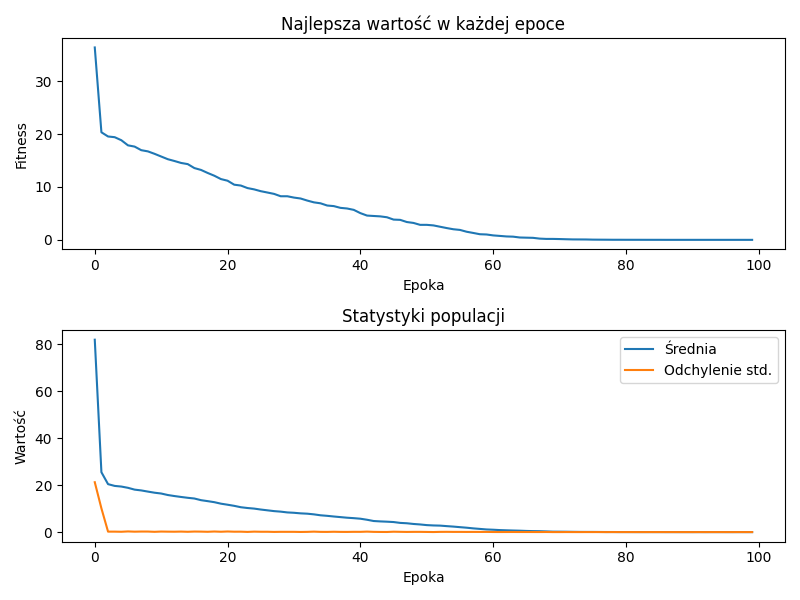 Najlepsza wartość w każdej epoce
Fitness
30
20
10
0
0 20 40 60 80 100
Epoka
Statystyki populacji
Wartość
80
60
40
20
0
Średnia
Odchylenie std.
0 20 40 60 80 100
Epoka